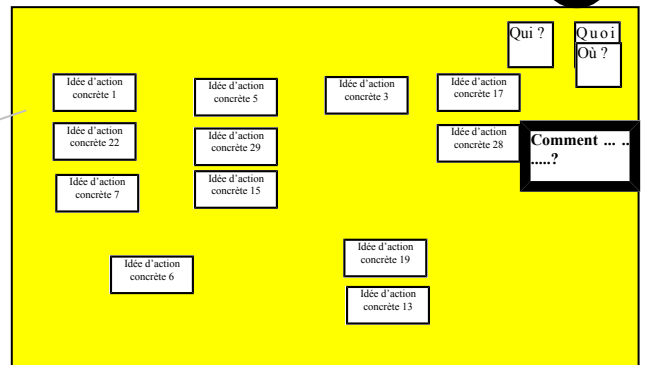 Qui ?
Quoi
Où ?
Idée d'action
concrète 1
Idée d'action
concrète 5
Idée d'action
concrète 3
Idée d'action
concrète 17
Idée d'action
concrète 22
Idée d'action
concrète 29
Idée d'action
concrète 28
Comment ... ..
.....?
Idée d'action
concrète 7
Idée d'action
concrète 15
Idée d'action
concrète 6
Idée d'action
concrète 19
Idée d'action
concrète 13